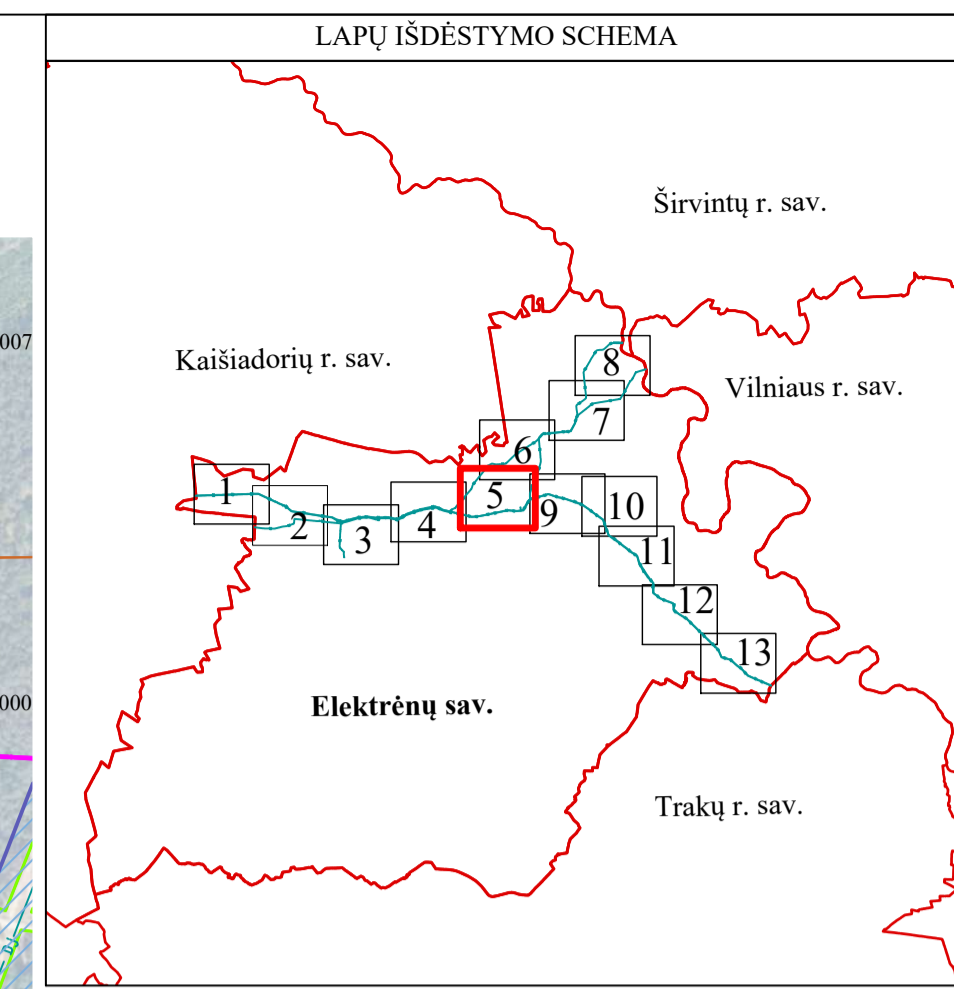 LAPŲ IŠDĖSTYMO SCHEMA
Širvintų r. sav.
007
Kaišiadorių r. sav.
8
Vilniaus r. sav.
7
6
1
5
10
2
4
9
3
11
12
13
000
Elektrėnų sav.
Trakų r. sav.
DJ